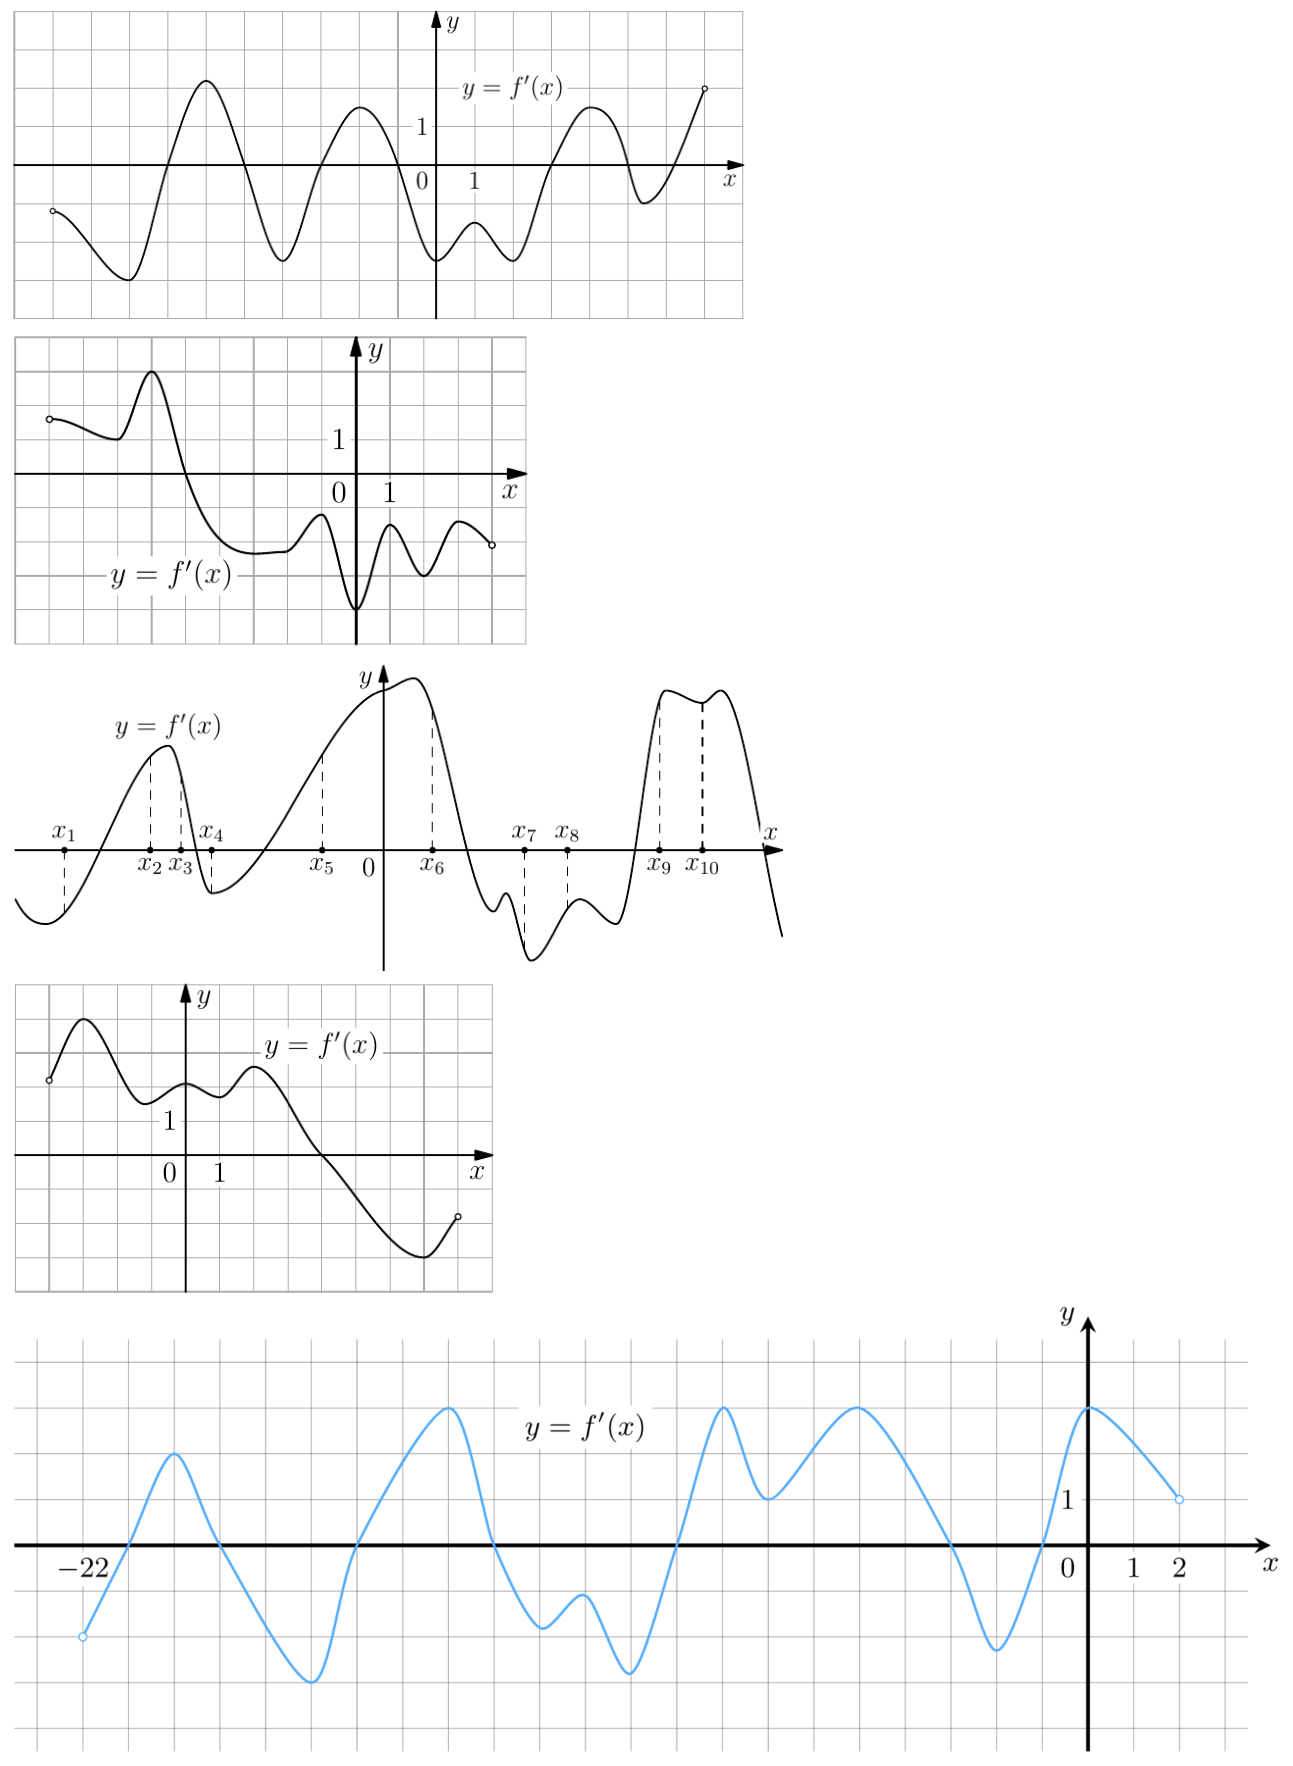 y
y = f′(x)
1
0 1 x
y
1
0 1 x
y = f′(x)
y
y = f′(x)
x₁ x₄ x₇ x₈ x
x₂ x₃ x₅ 0 x₆ x₉ x₁₀
y
y = f′(x)
1
0 1 x
y
y = f′(x)
1
−22 0 1 2 x